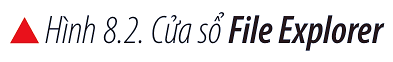 ▲ Hình 8.2. Cửa sổ File Explorer